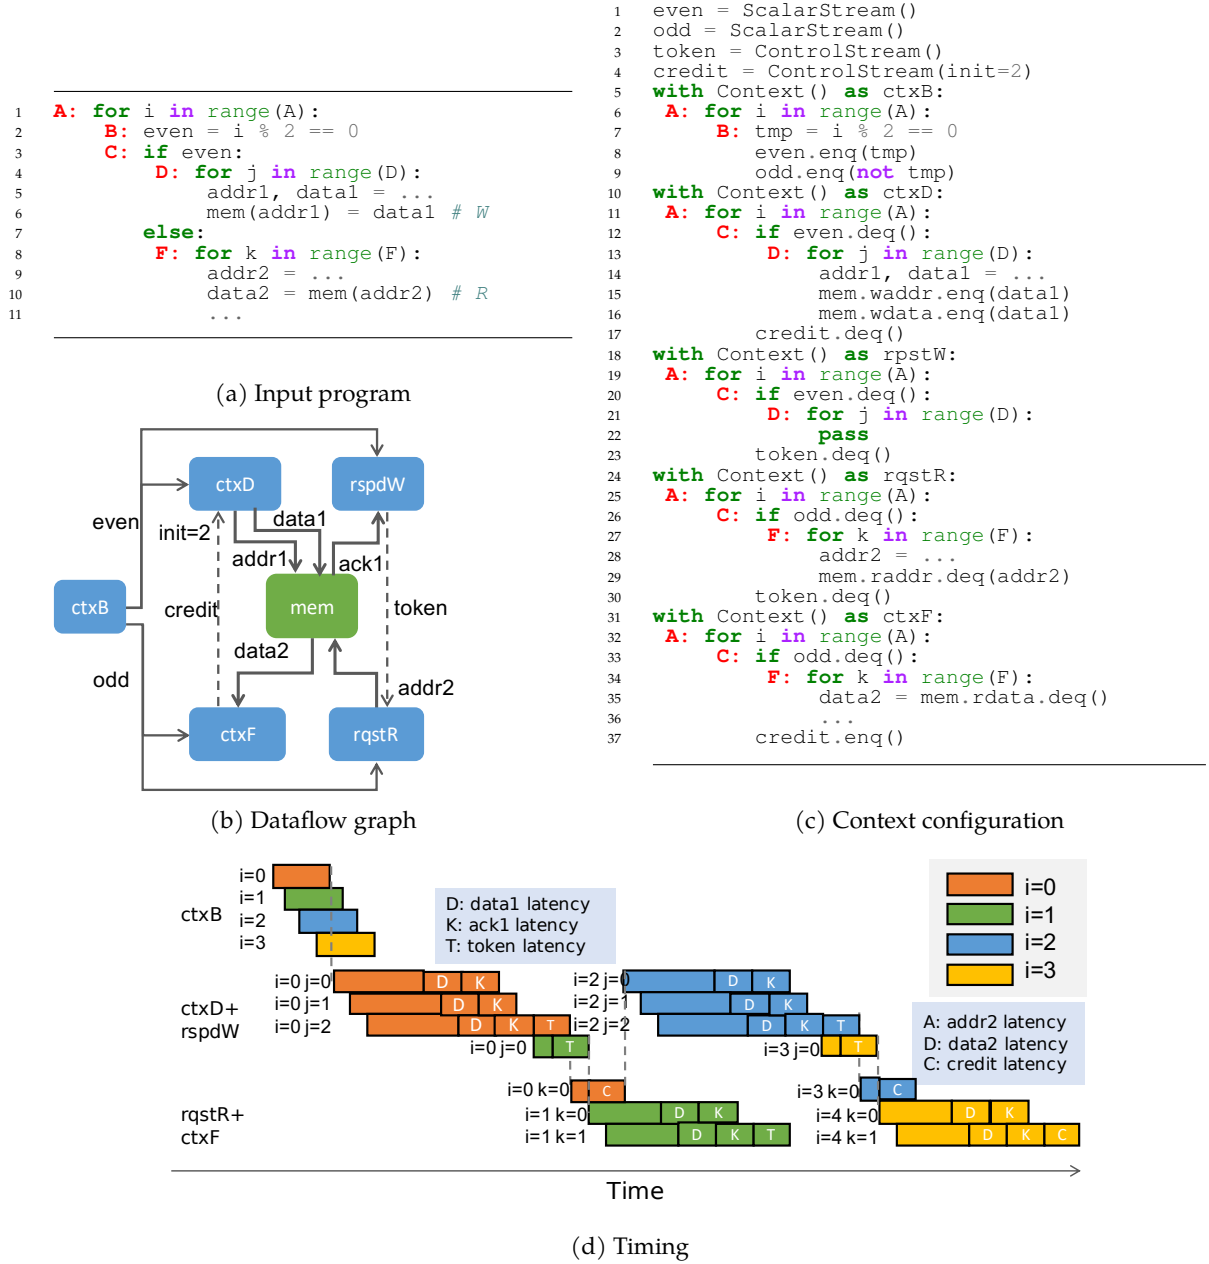 1 A: for i in range(A):
2 B: even = i % 2 == 0
3 C: if even:
4 D: for j in range(D):
5 addr1, data1 = ...
6 mem(addr1) = data1 # W
7 else:
8 F: for k in range(F):
9 addr2 = ...
10 data2 = mem(addr2) # R
11 ...
(a) Input program
ctxD
rspdW
even
init=2
data1
addr1
ack1
ctxB
credit
mem
token
data2
odd
addr2
ctxF
rqstR
(b) Dataflow graph
1 even = ScalarStream()
2 odd = ScalarStream()
3 token = ControlStream()
4 credit = ControlStream(init=2)
5 with Context() as ctxB:
6 A: for i in range(A):
7 B: tmp = i % 2 == 0
8 even.enq(tmp)
9 odd.enq(not tmp)
10 with Context() as ctxD:
11 A: for i in range(A):
12 C: if even.deq():
13 D: for j in range(D):
14 addr1, data1 = ...
15 mem.waddr.enq(data1)
16 mem.wdata.enq(data1)
17 credit.deq()
18 with Context() as rpstW:
19 A: for i in range(A):
20 C: if even.deq():
21 D: for j in range(D):
22 pass
23 token.deq()
24 with Context() as rqstR:
25 A: for i in range(A):
26 C: if odd.deq():
27 F: for k in range(F):
28 addr2 = ...
29 mem.raddr.deq(addr2)
30 token.deq()
31 with Context() as ctxF:
32 A: for i in range(A):
33 C: if odd.deq():
34 F: for k in range(F):
35 data2 = mem.rdata.deq()
36 ...
37 credit.enq()
(c) Context configuration
ctxB
i=0
i=1
i=2
i=3
D: data1 latency
K: ack1 latency
T: token latency
i=0
i=1
i=2
i=3
ctxD+
rspdW
i=0 j=0 D K
i=0 j=1 D K
i=0 j=2 D K T
i=0 j=0 T
i=2 j=0 D K
i=2 j=1 D K
i=2 j=2 D K T
i=3 j=0 T
A: addr2 latency
D: data2 latency
C: credit latency
rqstR+
ctxF
i=0 k=0 C
i=1 k=0 D K
i=1 k=1 D K T
i=3 k=0 C
i=4 k=0 D K
i=4 k=1 D K C
Time
(d) Timing